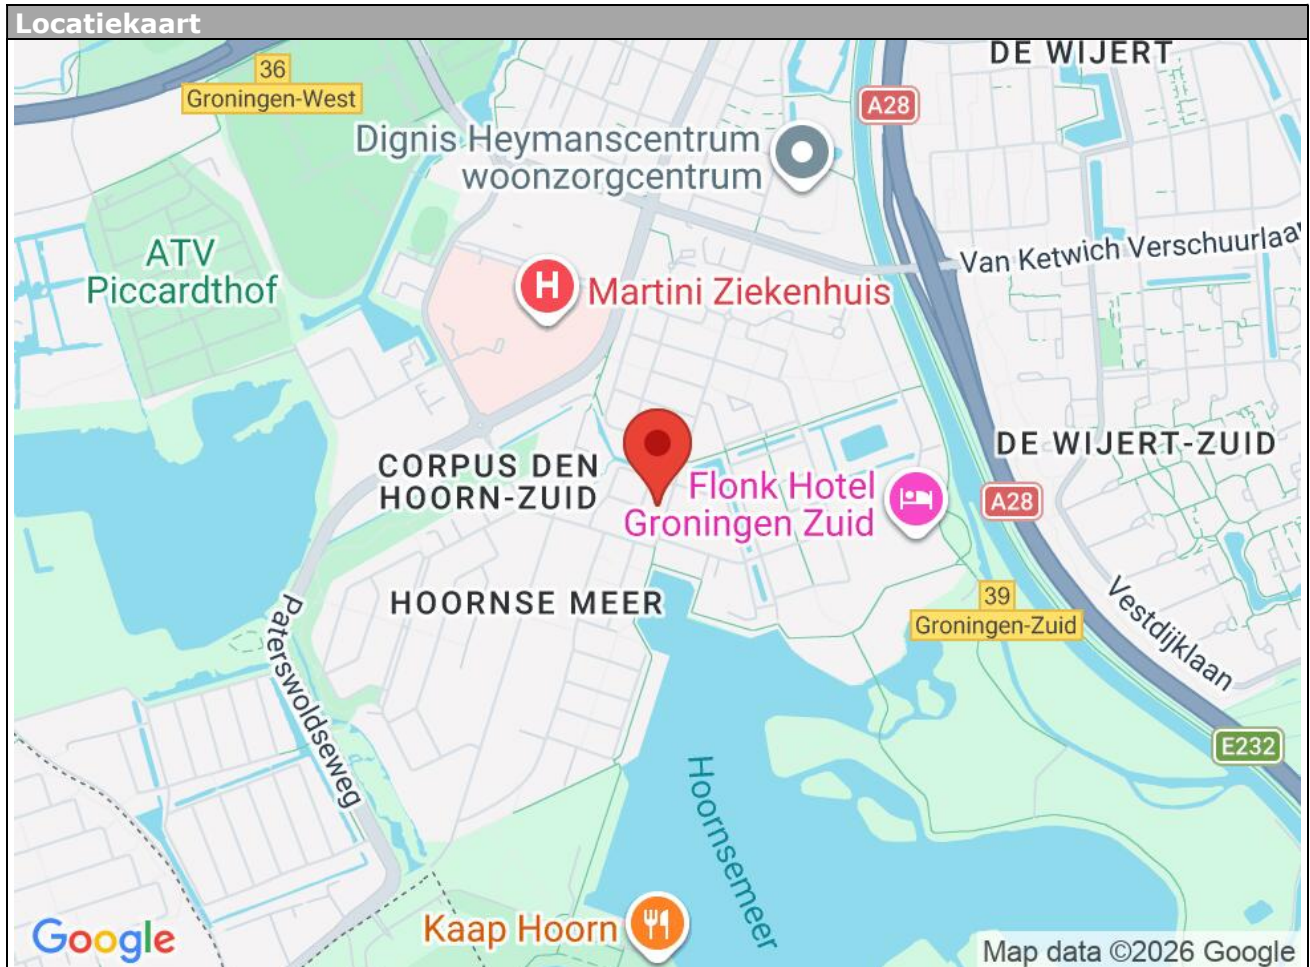 Locatiekaart
DE WIJERT
36
Groningen-West
A28
Dignis Heymanscentrum
woonzorgcentrum
Van Ketwich Verschuurlaa
ATV
Piccardthof
H
Martini Ziekenhuis
DE WIJERT-ZUID
CORPUS DEN
HOORN-ZUID
Flonk Hotel
Groningen Zuid
A28
HOORNSE MEER
39
Groningen-Zuid
Vestdijklaan
Paterswoldseweg
E232
Hoornsemeer
Kaap Hoorn
Google
Map data ©2026 Google